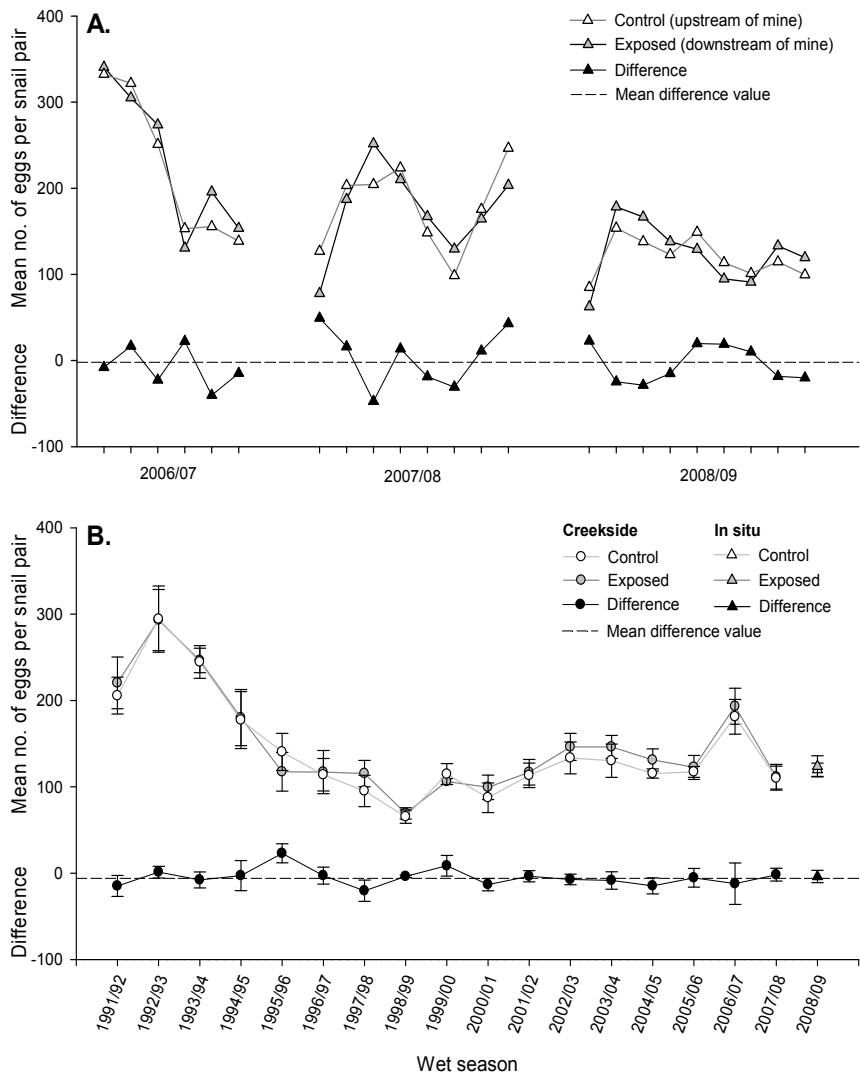 A.
Control (upstream of mine)
Exposed (downstream of mine)
Difference
Mean difference value
Mean no. of eggs per snail pair
Difference
400
300
200
100
0
-100
2006/07
2007/08
2008/09
B.
Creekside
In situ
Control
Control
Exposed
Exposed
Difference
Difference
Mean difference value
Mean no. of eggs per snail pair
Difference
400
300
200
100
0
-100
1991/92
1992/93
1993/94
1994/95
1995/96
1996/97
1997/98
1998/99
1999/00
2000/01
2001/02
2002/03
2003/04
2004/05
2005/06
2006/07
2007/08
2008/09
Wet season